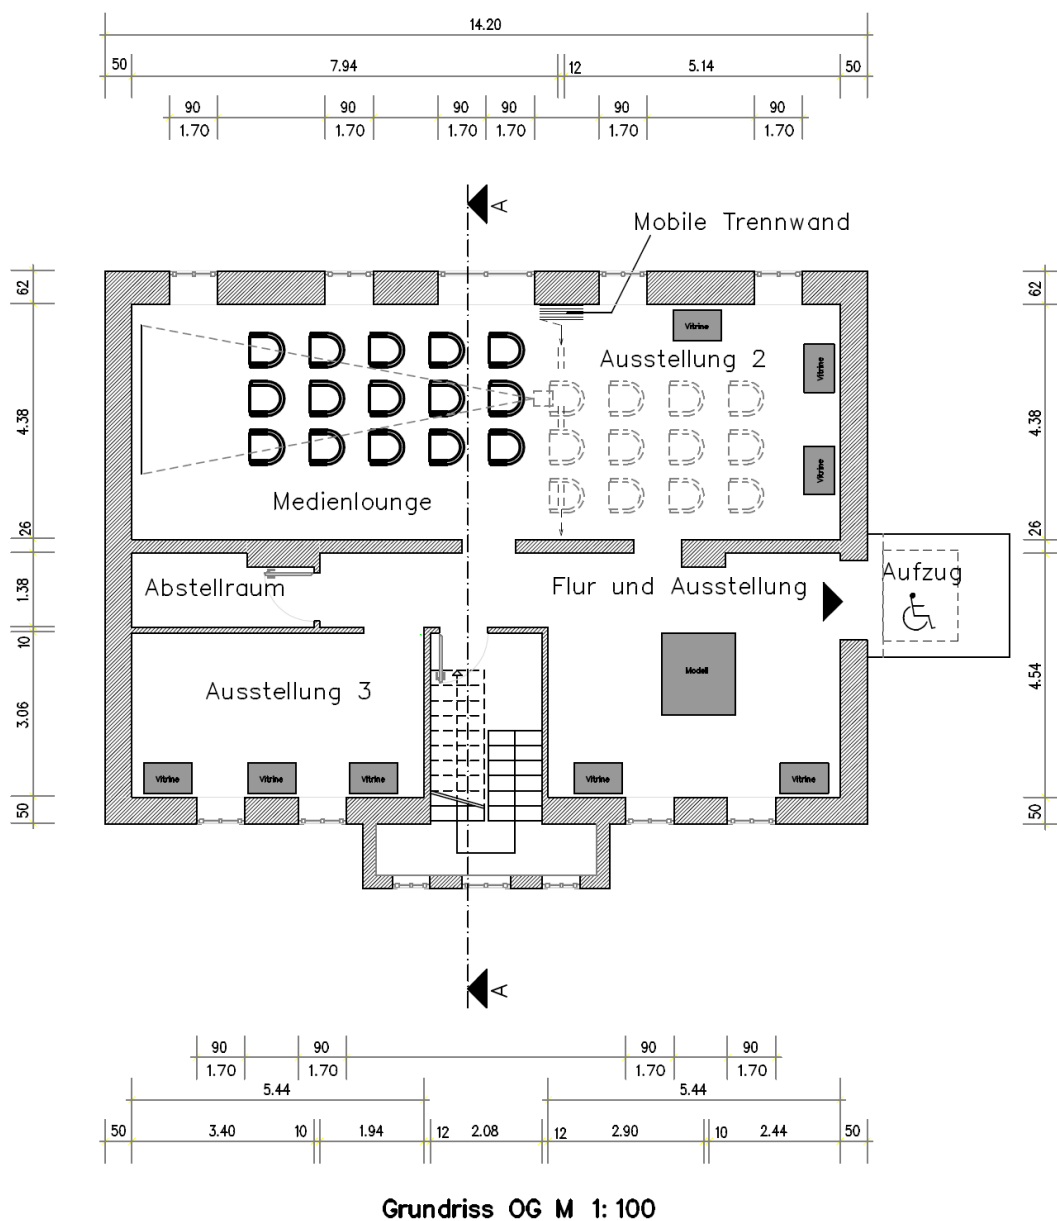 14.20
50 7.94 12 5.14 50
90 90 90 90 90 90
1.70 1.70 1.70 1.70 1.70 1.70
A
Mobile Trennwand
62 62
Vitrine
Ausstellung 2
Vitrine
4.38 4.38
Vitrine
Medienlounge
26 26
Abstellraum
Flur und Ausstellung
Aufzug
1.38
10
Modell
4.54
Ausstellung 3
3.06
Vitrine Vitrine Vitrine Vitrine Vitrine
50 50
A
90 90 90 90
1.70 1.70 1.70 1.70
5.44 5.44
50 3.40 10 1.94 12 2.08 12 2.90 10 2.44 50
Grundriss OG M 1:100